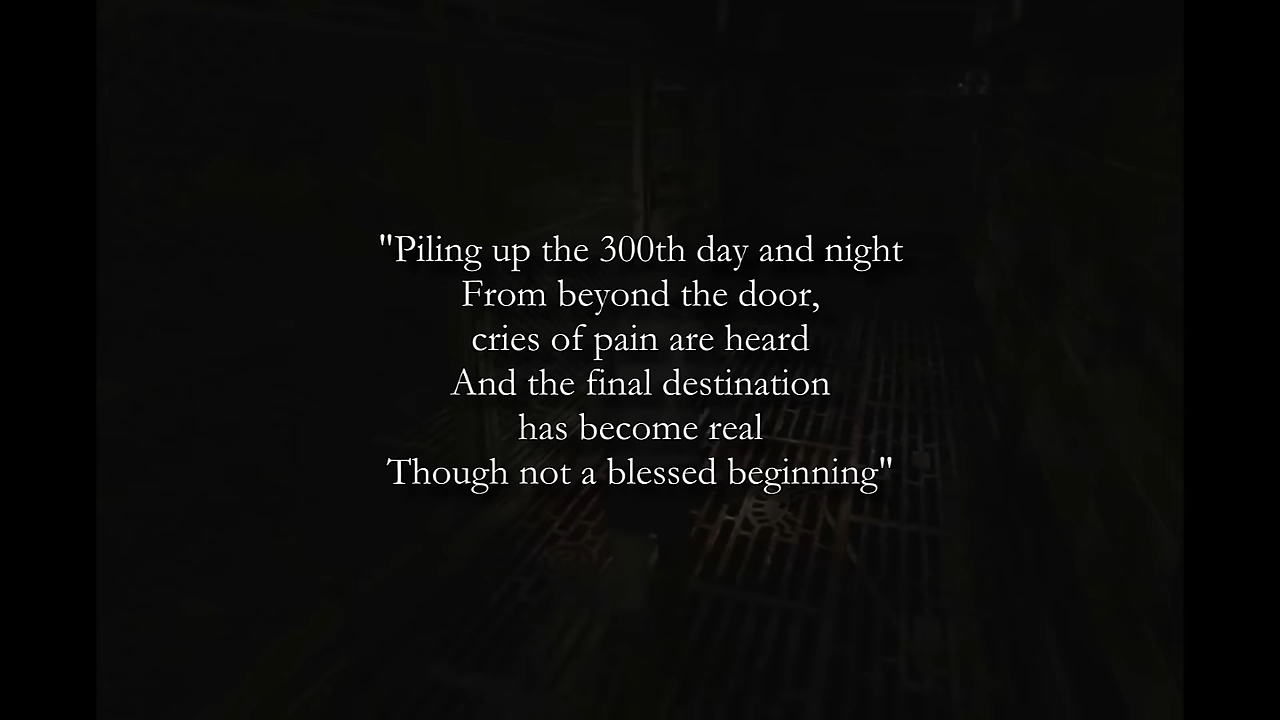 "Piling up the 300th day and night
From beyond the door,
cries of pain are heard
And the final destination
has become real
Though not a blessed beginning"